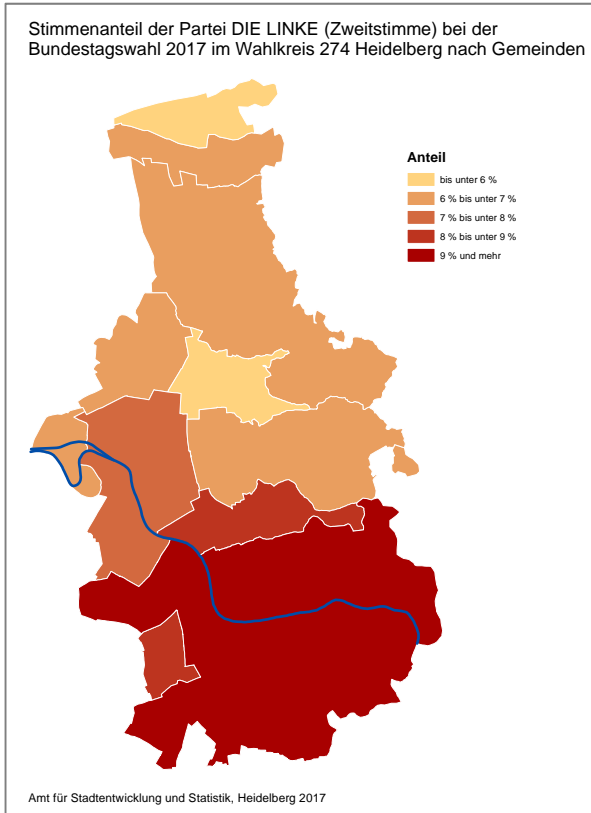 Stimmenanteil der Partei DIE LINKE (Zweitstimme) bei der
Bundestagswahl 2017 im Wahlkreis 274 Heidelberg nach Gemeinden
Anteil
bis unter 6 %
6 % bis unter 7 %
7 % bis unter 8 %
8 % bis unter 9 %
9 % und mehr
Amt für Stadtentwicklung und Statistik, Heidelberg 2017